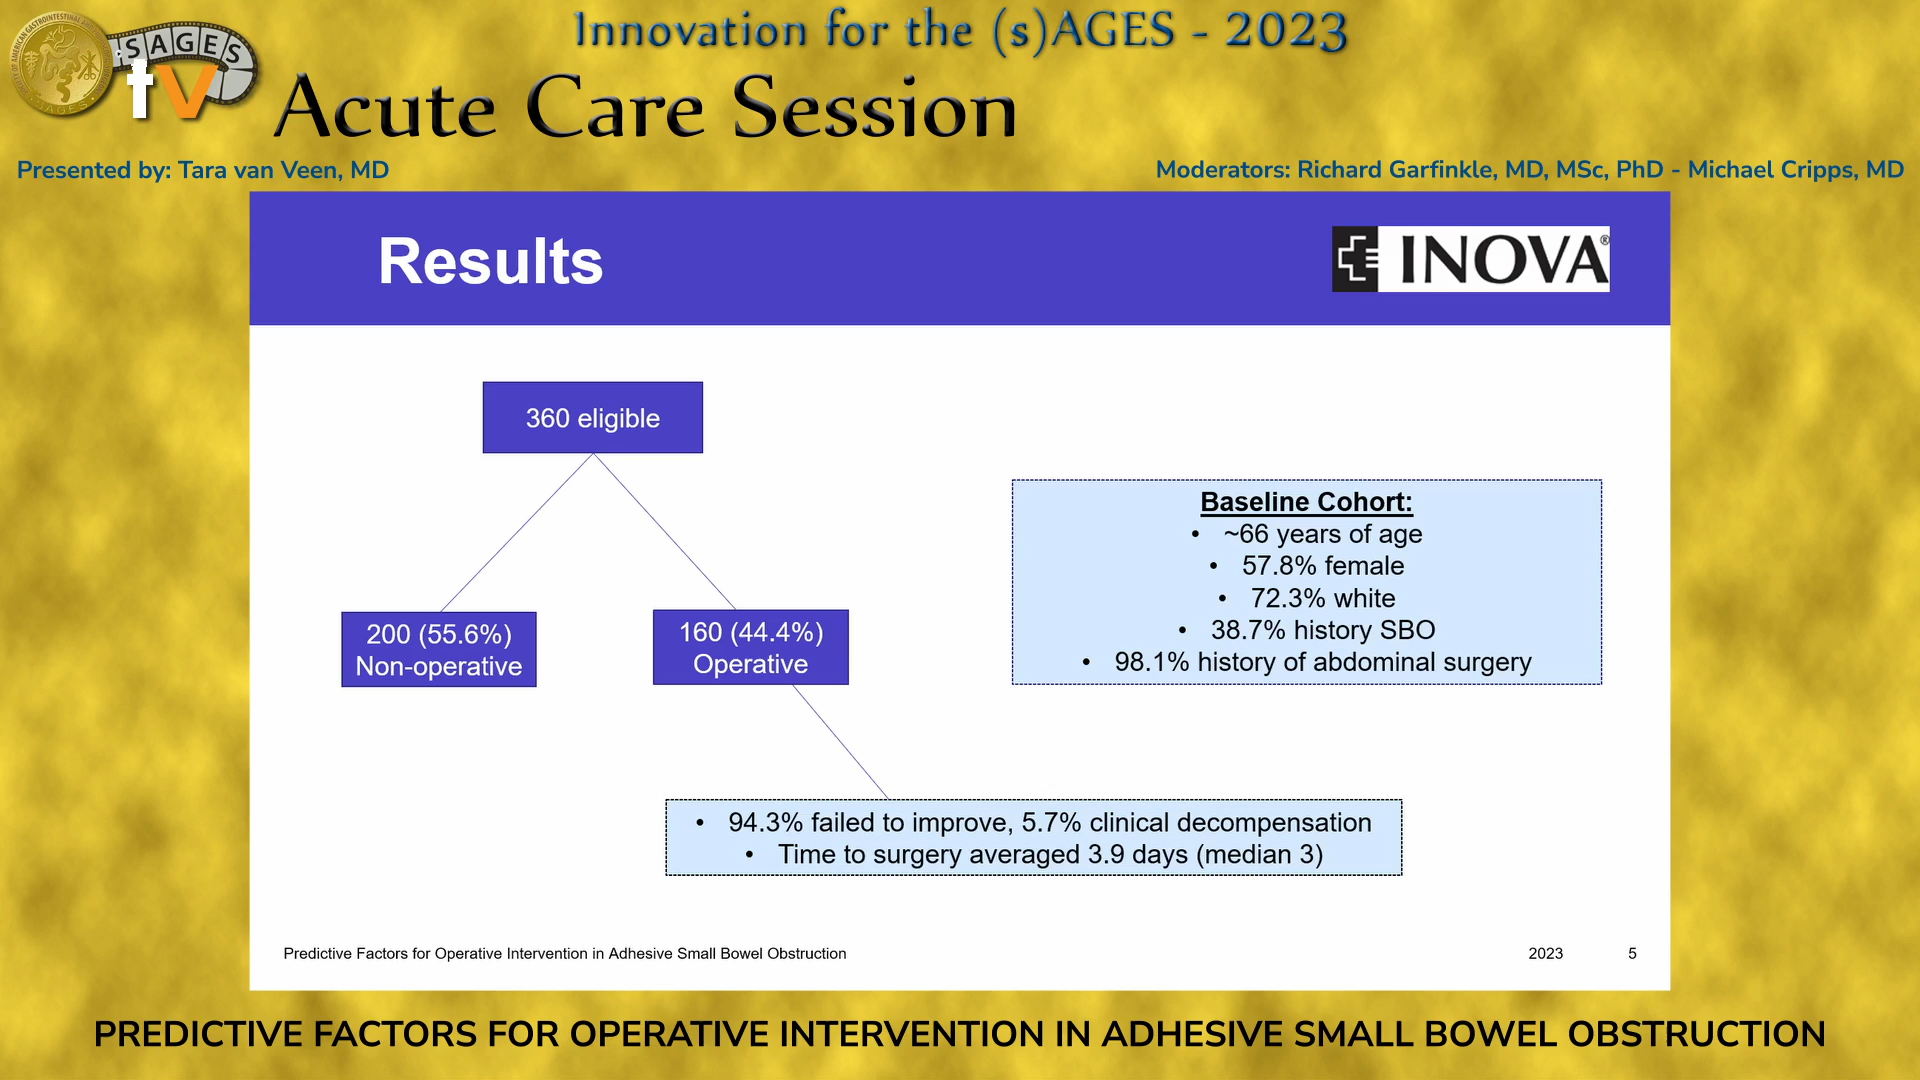 Innovation for the (s)AGES - 2023
SAGES
tV
Acute Care Session
Presented by: Tara van Veen, MD
Moderators: Richard Garfinkle, MD, MSc, PhD - Michael Cripps, MD
Results
INOVA®
360 eligible
200 (55.6%)
Non-operative
160 (44.4%)
Operative
Baseline Cohort:
• ~66 years of age
• 57.8% female
• 72.3% white
• 38.7% history SBO
• 98.1% history of abdominal surgery
• 94.3% failed to improve, 5.7% clinical decompensation
• Time to surgery averaged 3.9 days (median 3)
Predictive Factors for Operative Intervention in Adhesive Small Bowel Obstruction
2023
5
PREDICTIVE FACTORS FOR OPERATIVE INTERVENTION IN ADHESIVE SMALL BOWEL OBSTRUCTION